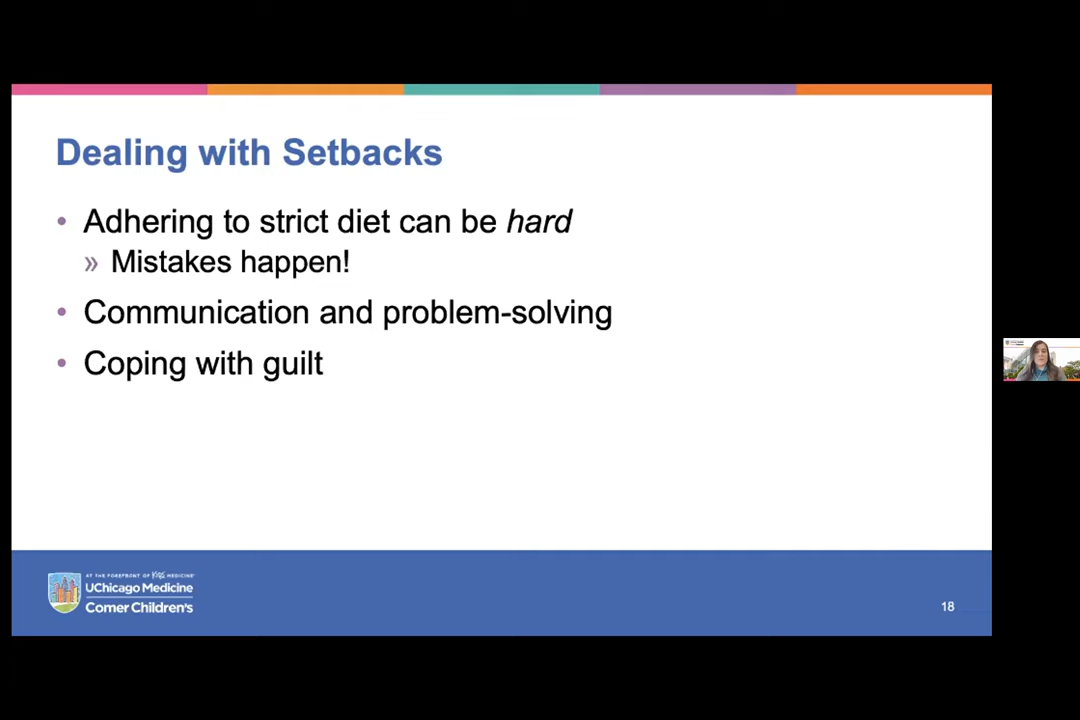 Dealing with Setbacks
• Adhering to strict diet can be hard
» Mistakes happen!
• Communication and problem-solving
• Coping with guilt
AT THE FOREFRONT OF Kids MEDICINE
UChicago Medicine
Comer Children's
18